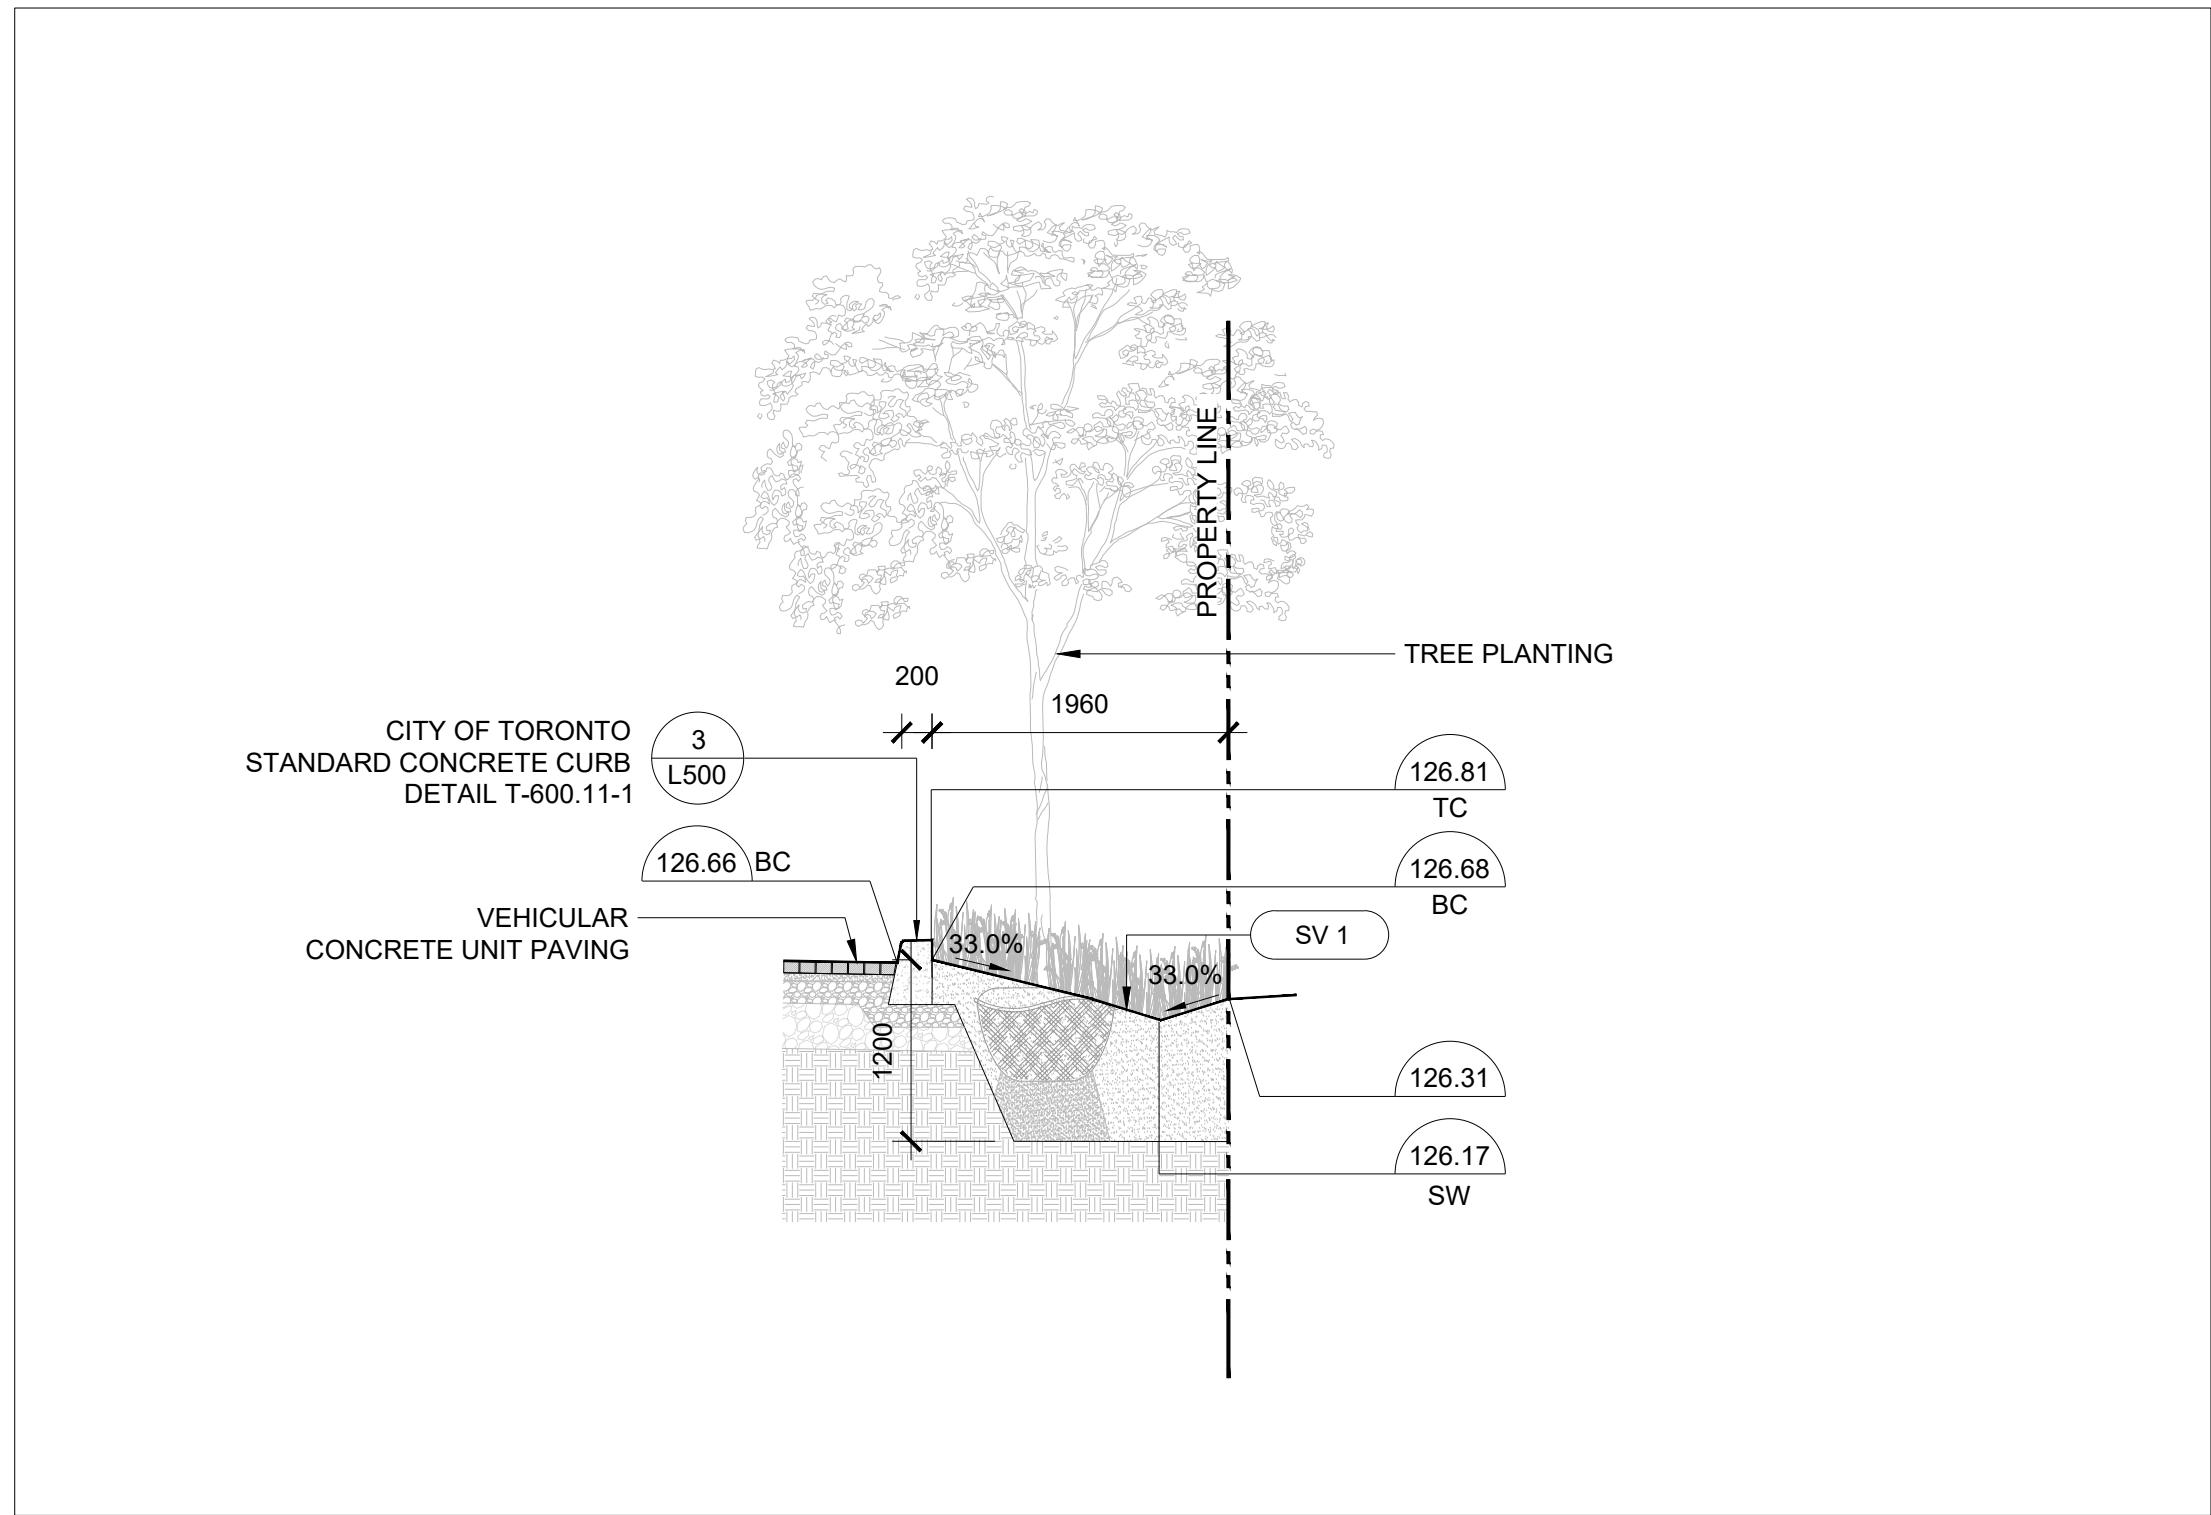 PROPERTY LINE
TREE PLANTING
200
1960
CITY OF TORONTO
STANDARD CONCRETE CURB
DETAIL T-600.11-1
3
L500
126.81
TC
126.66 BC
126.68
BC
VEHICULAR
CONCRETE UNIT PAVING
33.0%
SV 1
33.0%
1200
126.31
126.17
SW